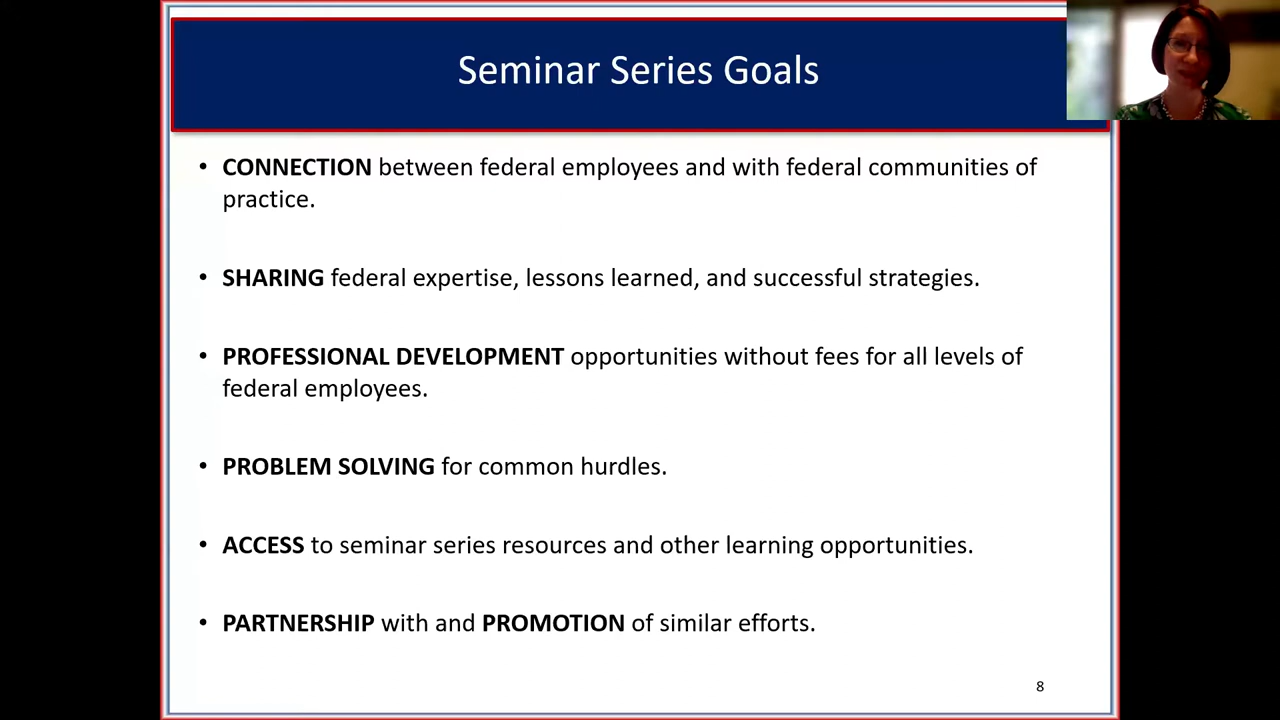 Seminar Series Goals
• CONNECTION between federal employees and with federal communities of
practice.
• SHARING federal expertise, lessons learned, and successful strategies.
• PROFESSIONAL DEVELOPMENT opportunities without fees for all levels of
federal employees.
• PROBLEM SOLVING for common hurdles.
• ACCESS to seminar series resources and other learning opportunities.
• PARTNERSHIP with and PROMOTION of similar efforts.
8